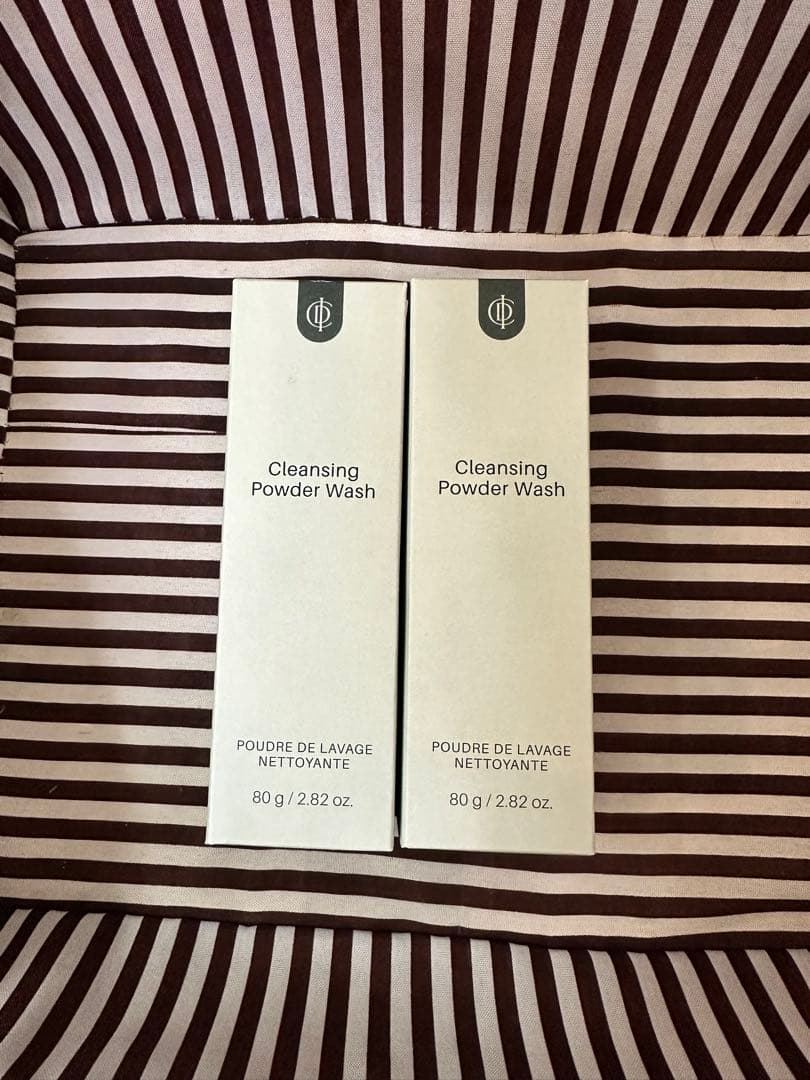 Cleansing
Powder Wash
POUDRE DE LAVAGE
NETTOYANTE
80 g / 2.82 oz.
Cleansing
Powder Wash
POUDRE DE LAVAGE
NETTOYANTE
80 g / 2.82 oz.